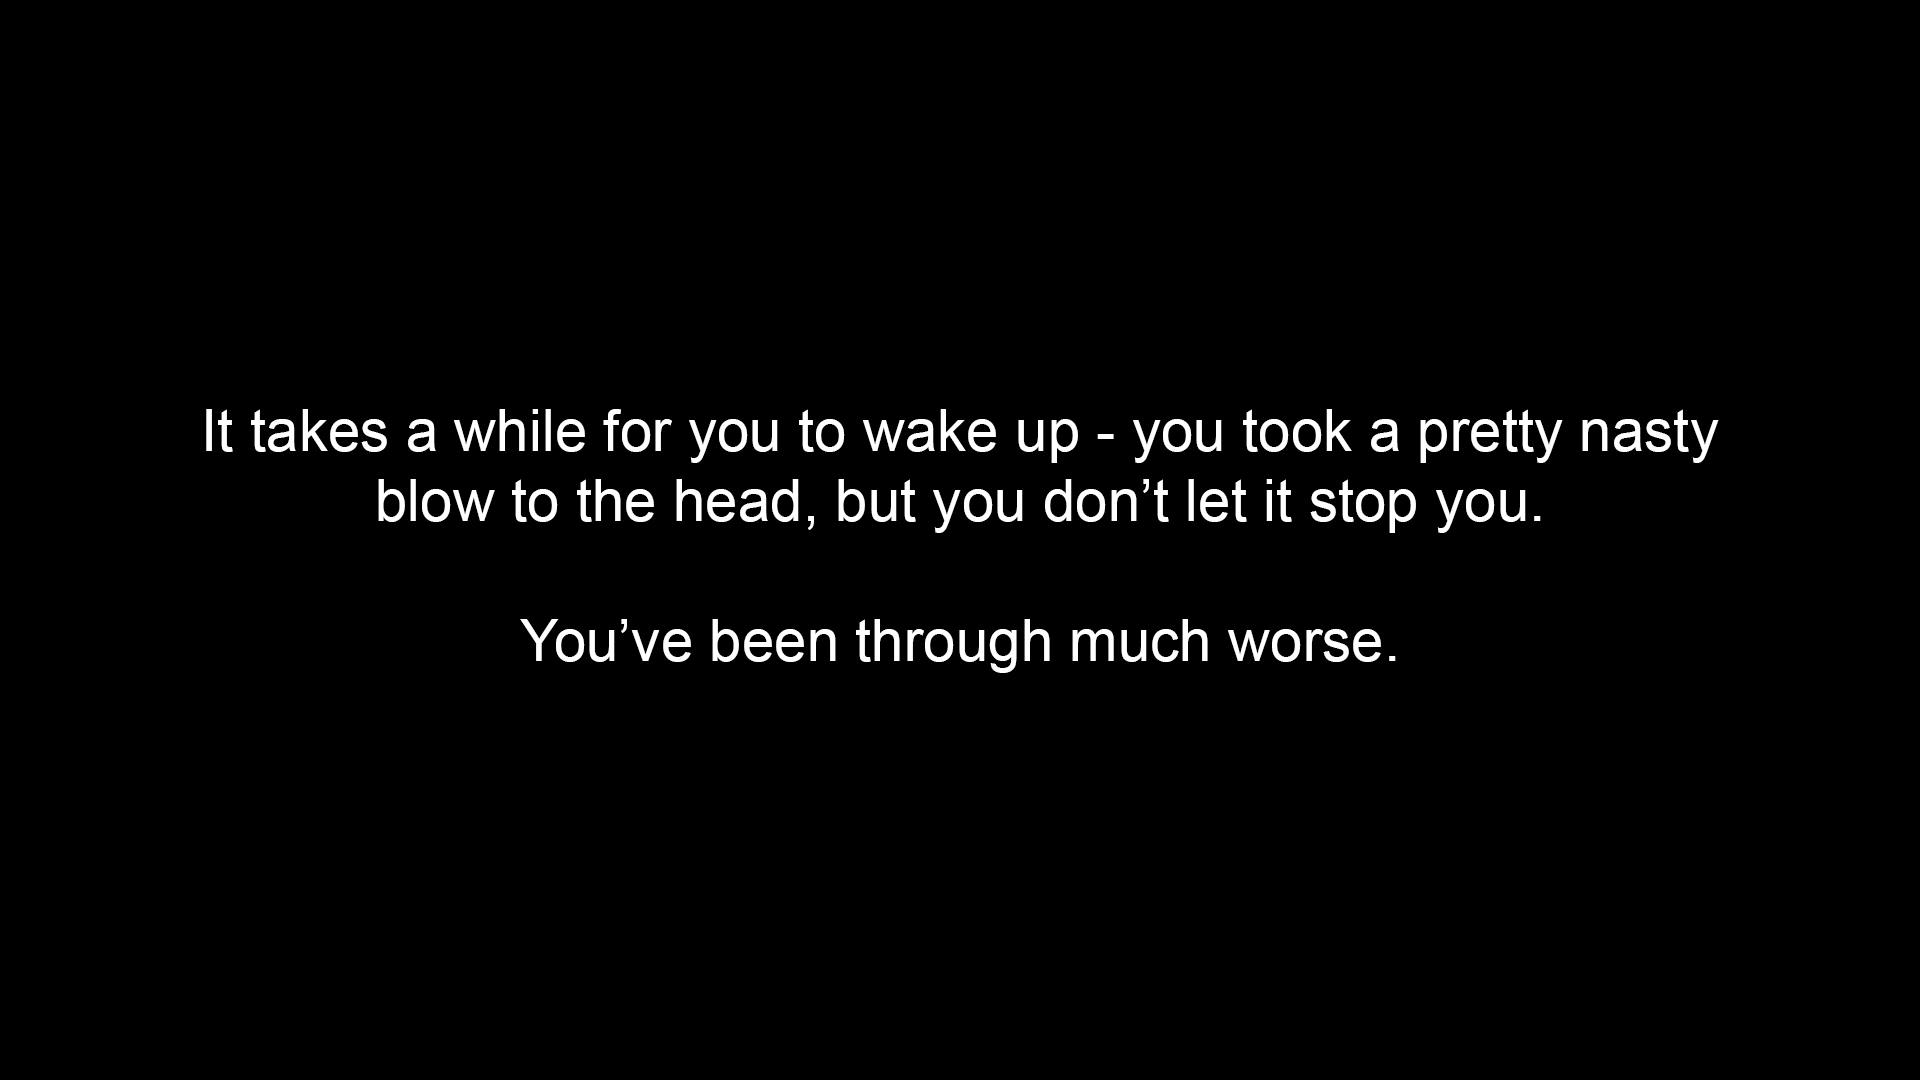 It takes a while for you to wake up - you took a pretty nasty
blow to the head, but you don’t let it stop you.
You’ve been through much worse.